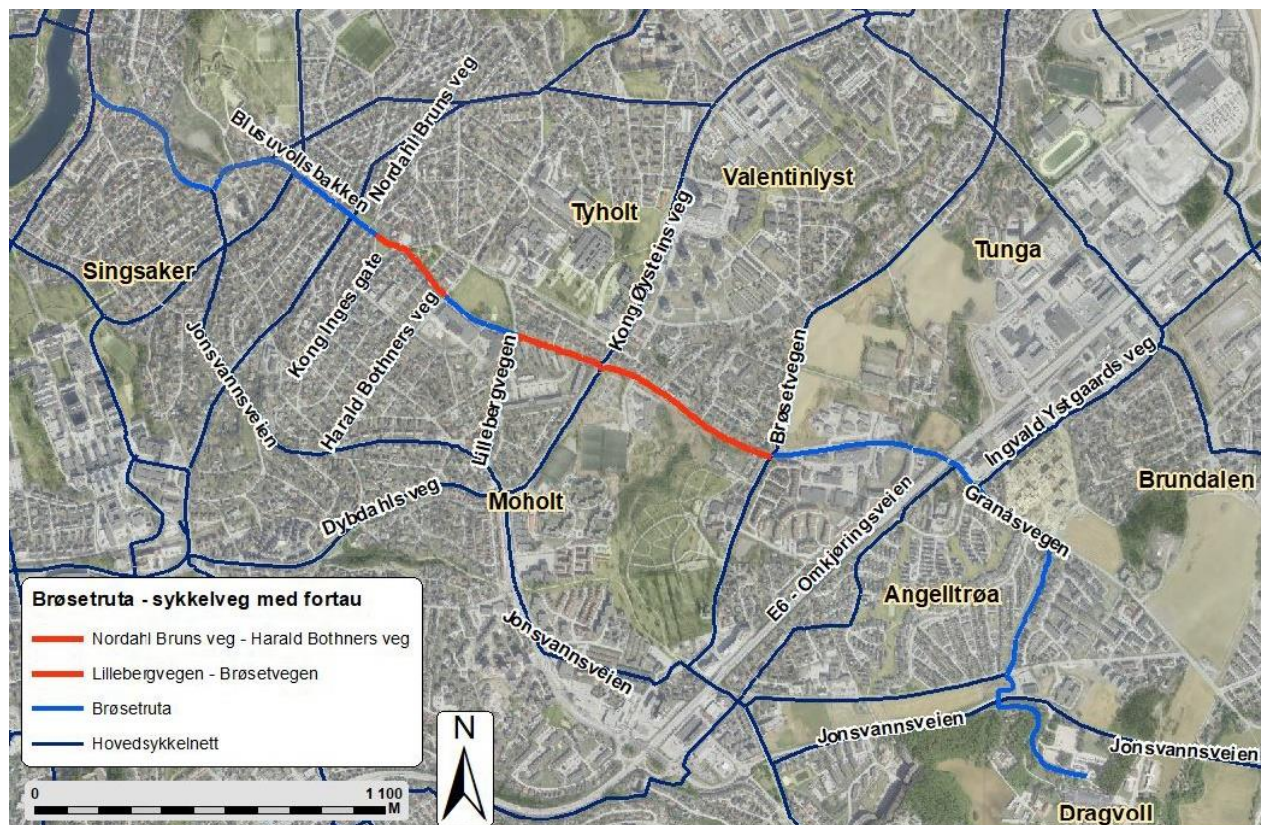 Nordahl Bruns veg
Blusuvollsbakken
Valentinlyst
Tyholt
Kong Øysteins veg
Tunga
Singsaker
Kong Inges gate
Harald Bothners veg
Jonsvannsveien
Lillebergvegen
Brøsetvegen
Ingvald Ystgaards veg
Brundalen
Moholt
Dybdahls veg
Granåsvegen
E6 - Omkjøringsveien
Angelltrøa
Jonsvannsveien
Jonsvannsveien
Jonsvannsveien
Dragvoll
Brøsetruta - sykkelveg med fortau
Nordahl Bruns veg - Harald Bothners veg
Lillebergvegen - Brøsetvegen
Brøsetruta
Hovedsykkelnett
0 1 100
M
N